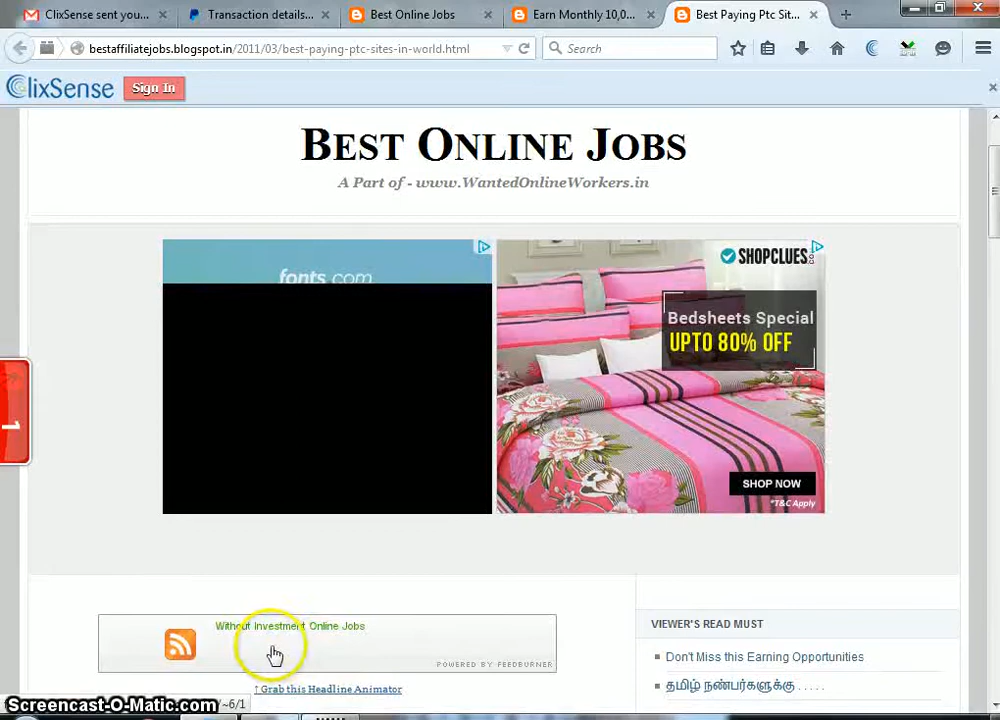 ClixSense sent you...
Transaction details...
Best Online Jobs
Earn Monthly 10,0...
Best Paying Ptc Sit...
bestaffiliatejobs.blogspot.in/2011/03/best-paying-ptc-sites-in-world.html
Search
ClixSense
Sign In
BEST ONLINE JOBS
A Part of - www.WantedOnlineWorkers.in
fonts.com
SHOPCLUES
Bedsheets Special
UPTO 80% OFF
SHOP NOW
*T&C Apply
1
Without Investment Online Jobs
POWERED BY FEEDBURNER
↑ Grab this Headline Animator
VIEWER'S READ MUST
Don't Miss this Earning Opportunities
தமிழ் நண்பர்களுக்கு . . . . .
/~6/1
Screencast-O-Matic.com